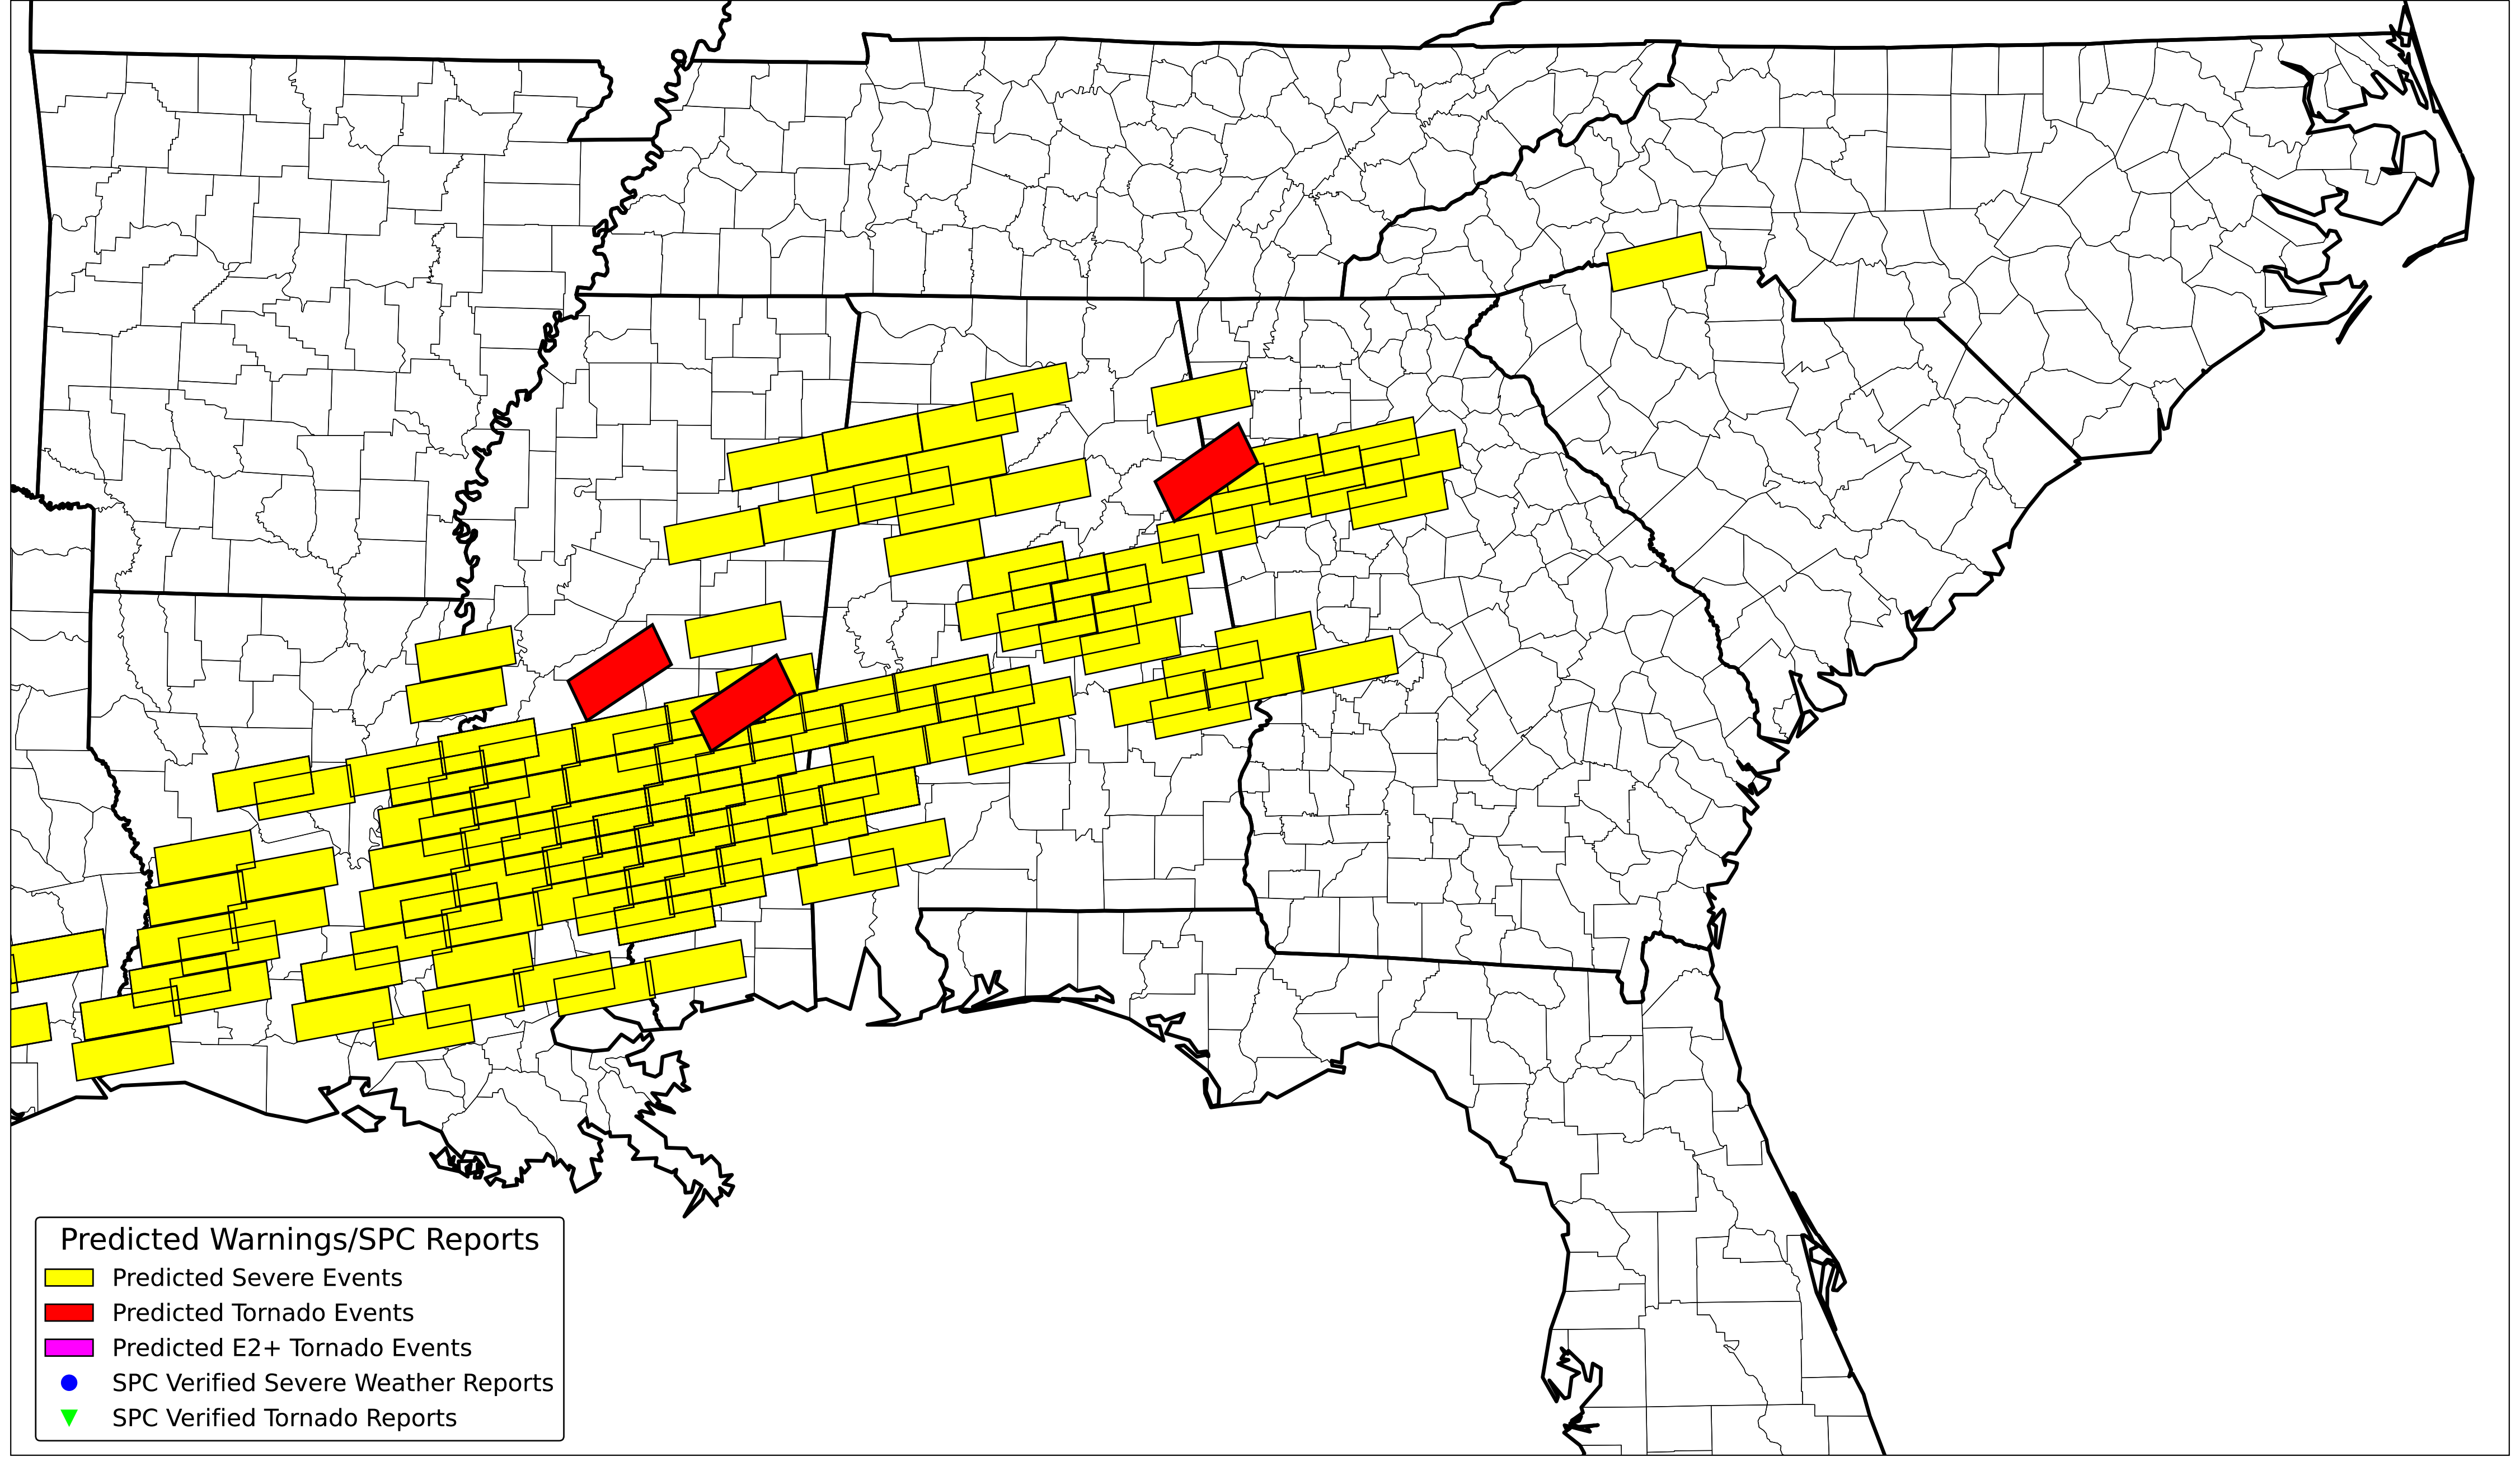 Predicted Warnings/SPC Reports
Predicted Severe Events
Predicted Tornado Events
Predicted E2+ Tornado Events
SPC Verified Severe Weather Reports
SPC Verified Tornado Reports